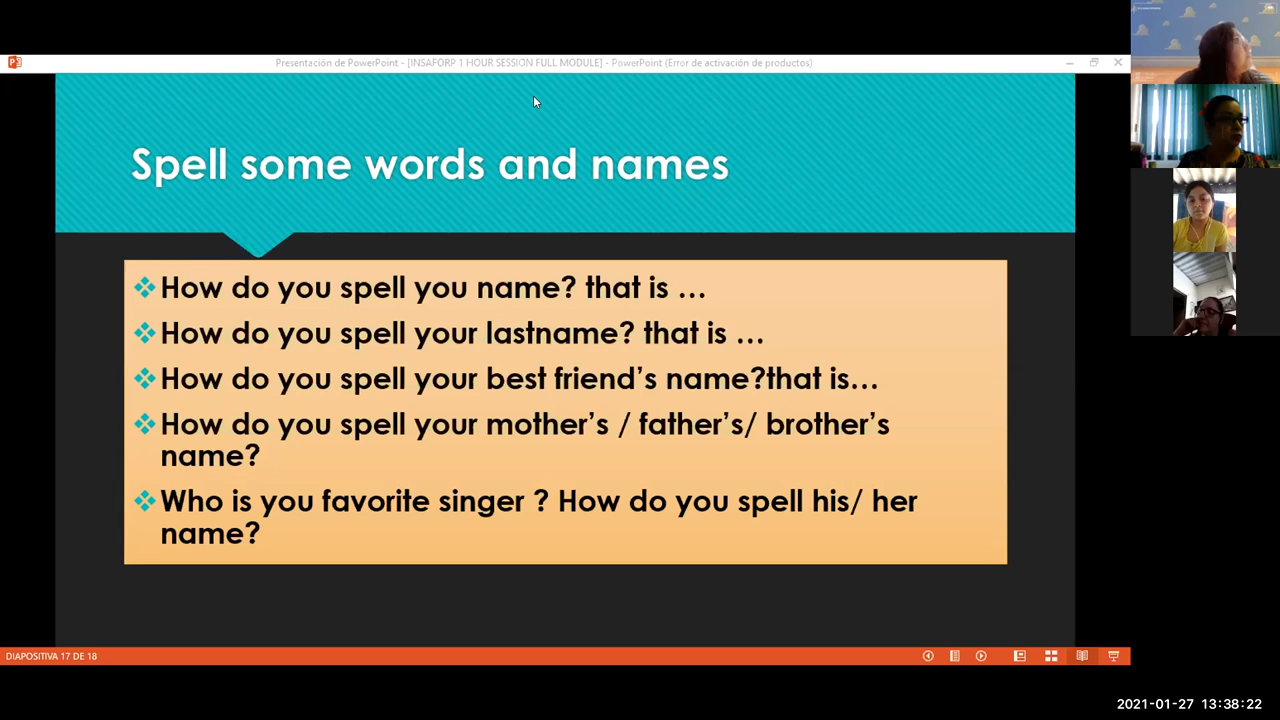 Presentación de PowerPoint - [INSAFORP 1 HOUR SESSION FULL MODULE] - PowerPoint (Error de activación de productos)
Spell some words and names
How do you spell you name? that is …
How do you spell your lastname? that is …
How do you spell your best friend’s name?that is…
How do you spell your mother’s / father’s/ brother’s
name?
Who is you favorite singer ? How do you spell his/ her
name?
DIAPOSITIVA 17 DE 18
2021-01-27 13:38:22